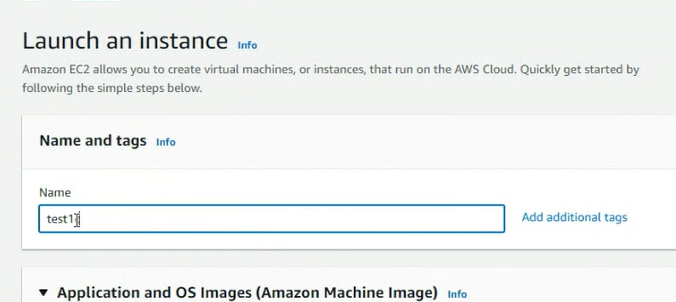 Launch an instance Info
Amazon EC2 allows you to create virtual machines, or instances, that run on the AWS Cloud. Quickly get started by
following the simple steps below.
Name and tags Info
Name
test1
Add additional tags
Application and OS Images (Amazon Machine Image) Info